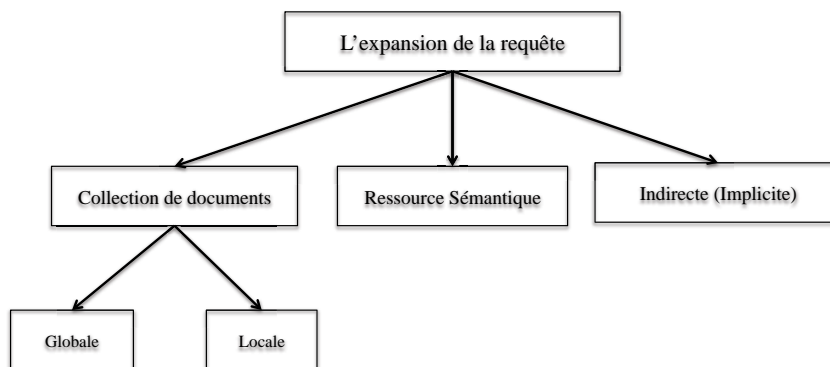 L’expansion de la requête
Collection de documents
Ressource Sémantique
Indirecte (Implicite)
Globale
Locale